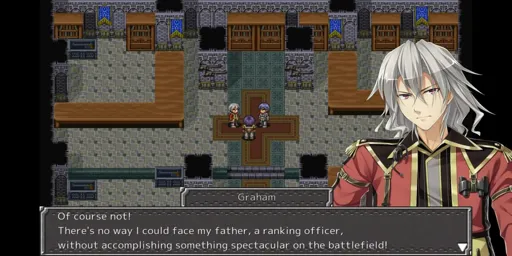 Graham
Of course not!
There's no way I could face my father, a ranking officer,
without accomplishing something spectacular on the battlefield!